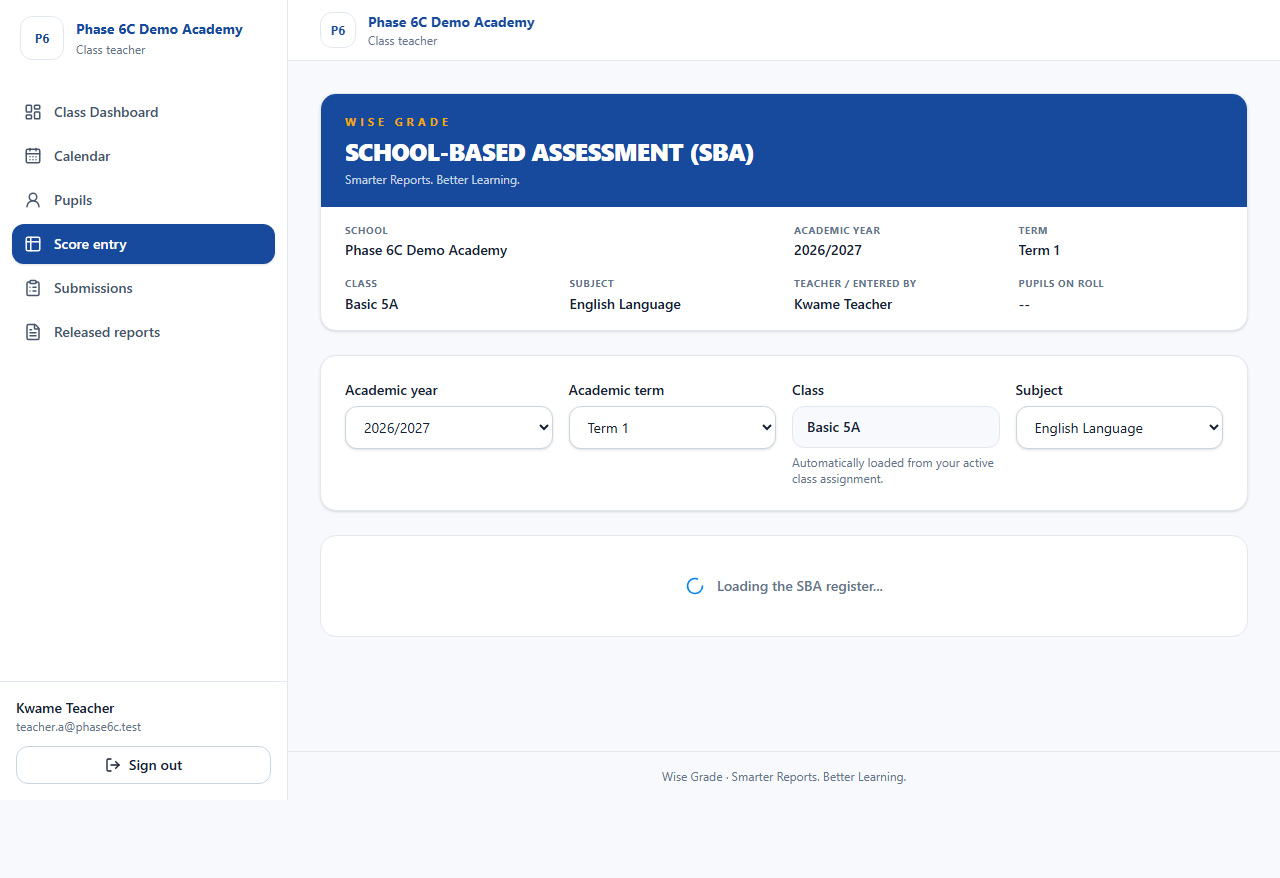 P6
Phase 6C Demo Academy
Class teacher
Class Dashboard
Calendar
Pupils
Score entry
Submissions
Released reports
Kwame Teacher
teacher.a@phase6c.test
Sign out
P6
Phase 6C Demo Academy
Class teacher
WISE GRADE
SCHOOL-BASED ASSESSMENT (SBA)
Smarter Reports. Better Learning.
SCHOOL
Phase 6C Demo Academy
ACADEMIC YEAR
2026/2027
TERM
Term 1
CLASS
Basic 5A
SUBJECT
English Language
TEACHER / ENTERED BY
Kwame Teacher
PUPILS ON ROLL
--
Academic year
2026/2027
Academic term
Term 1
Class
Basic 5A
Automatically loaded from your active
class assignment.
Subject
English Language
Loading the SBA register...
Wise Grade · Smarter Reports. Better Learning.